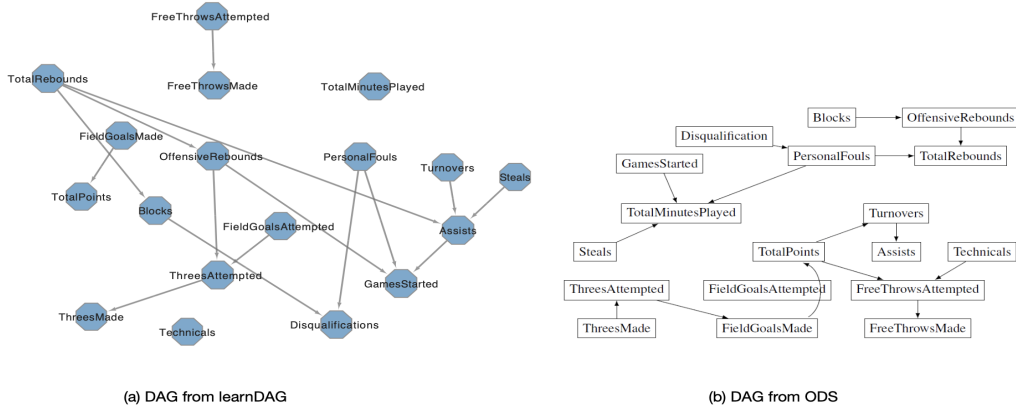 FreeThrowsAttempted
TotalRebounds
FreeThrowsMade
TotalMinutesPlayed
FieldGoalsMade
OffensiveRebounds
PersonalFouls
Turnovers
Steals
TotalPoints
Blocks
FieldGoalsAttempted
Assists
ThreesAttempted
GamesStarted
ThreesMade
Technicals
Disqualifications
(a) DAG from learnDAG
Blocks
OffensiveRebounds
Disqualification
PersonalFouls
TotalRebounds
GamesStarted
TotalMinutesPlayed
Turnovers
Steals
TotalPoints
Assists
Technicals
ThreesAttempted
FieldGoalsAttempted
FreeThrowsAttempted
ThreesMade
FieldGoalsMade
FreeThrowsMade
(b) DAG from ODS